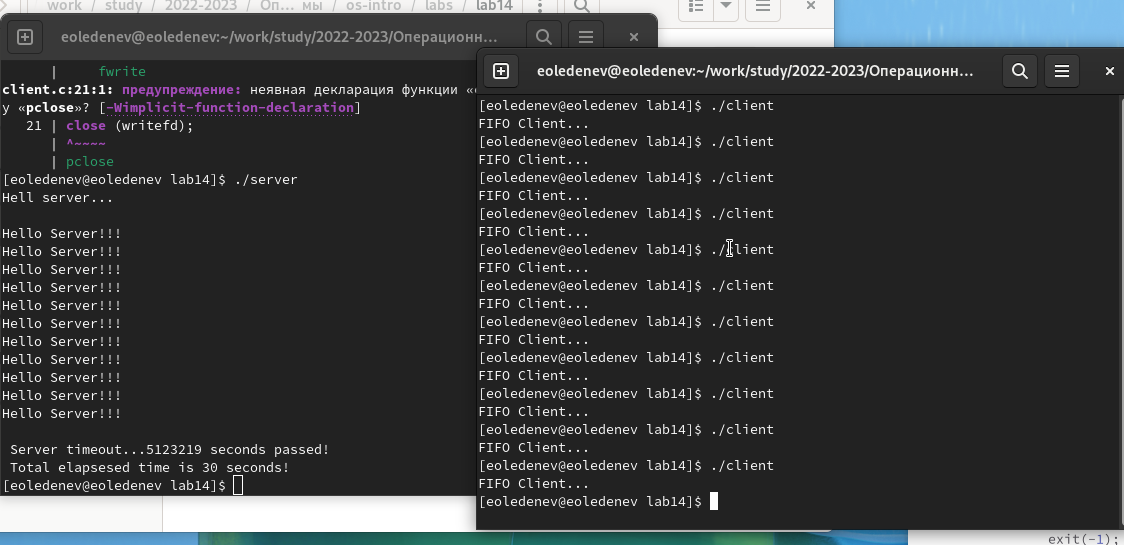 work / study / 2022-2023 / Оп... мы / os-intro / labs / lab14
eoledenev@eoledenev:~/work/study/2022-2023/Операционн...
| fwrite
client.c:21:1: предупреждение: неявная декларация функции
у «pclose»? [-Wimplicit-function-declaration]
21 | close (writefd);
| ^~~~~
| pclose
[eoledenev@eoledenev lab14]$ ./server
Hell server...
Hello Server!!!
Hello Server!!!
Hello Server!!!
Hello Server!!!
Hello Server!!!
Hello Server!!!
Hello Server!!!
Hello Server!!!
Hello Server!!!
Hello Server!!!
Hello Server!!!
Server timeout...5123219 seconds passed!
Total elapsesed time is 30 seconds!
[eoledenev@eoledenev lab14]$
eoledenev@eoledenev:~/work/study/2022-2023/Операционн...
[eoledenev@eoledenev lab14]$ ./client
FIFO Client...
[eoledenev@eoledenev lab14]$ ./client
FIFO Client...
[eoledenev@eoledenev lab14]$ ./client
FIFO Client...
[eoledenev@eoledenev lab14]$ ./client
FIFO Client...
[eoledenev@eoledenev lab14]$ ./client
FIFO Client...
[eoledenev@eoledenev lab14]$ ./client
FIFO Client...
[eoledenev@eoledenev lab14]$ ./client
FIFO Client...
[eoledenev@eoledenev lab14]$ ./client
FIFO Client...
[eoledenev@eoledenev lab14]$ ./client
FIFO Client...
[eoledenev@eoledenev lab14]$ ./client
FIFO Client...
[eoledenev@eoledenev lab14]$ ./client
FIFO Client...
[eoledenev@eoledenev lab14]$
exit(-1);